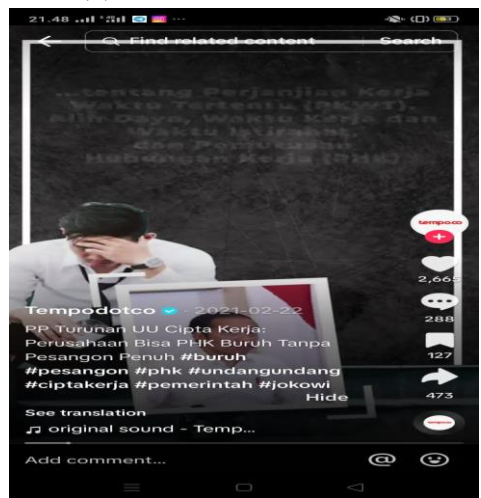 21.48
Find related content
Search
...tentang Perjanjian Kerja
Waktu Tertentu (PKWT),
Alih Daya, Waktu Kerja dan
Waktu Istirahat,
dan Pemutusan
Hubungan Kerja (PHK)
tempo.co
2,665
Tempodotco · 2021-02-22
288
PP Turunan UU Cipta Kerja:
Perusahaan Bisa PHK Buruh Tanpa
Pesangon Penuh #buruh
127
#pesangon #phk #undangundang
#ciptakerja #pemerintah #jokowi
Hide
473
See translation
original sound - Temp...
Add comment...